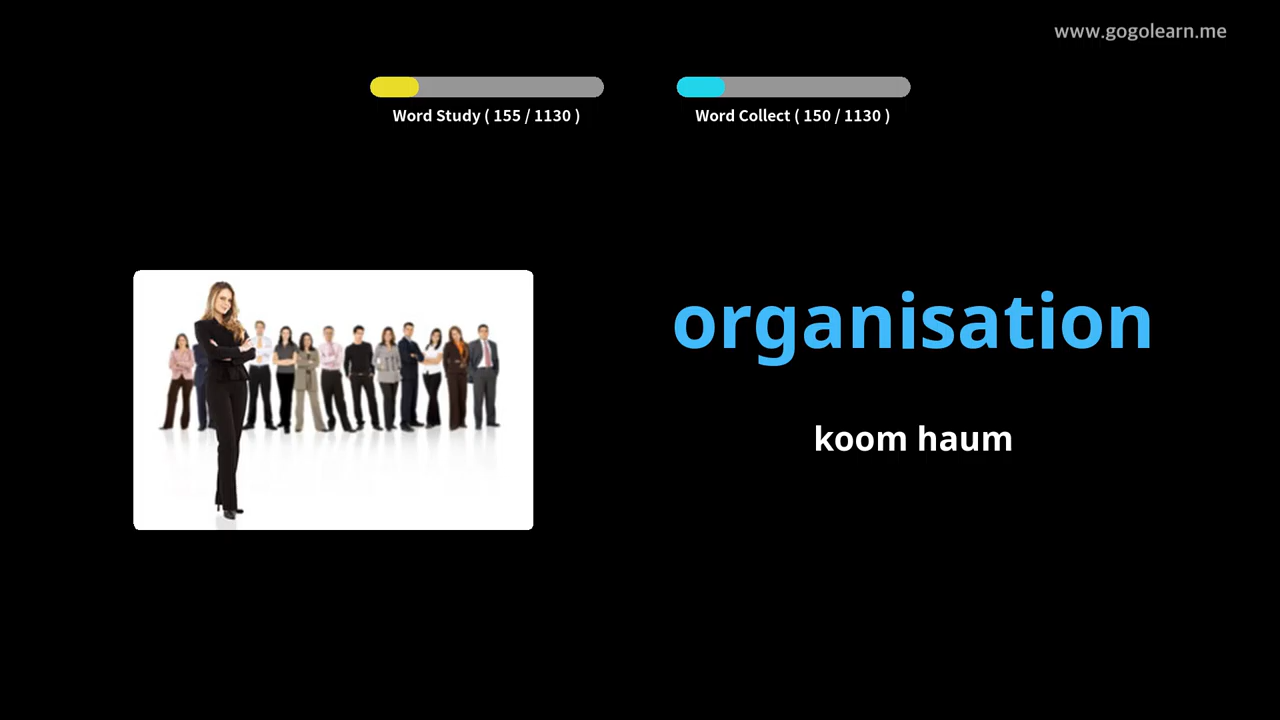 www.gogolearn.me
Word Study ( 155 / 1130 )
Word Collect ( 150 / 1130 )
organisation
koom haum